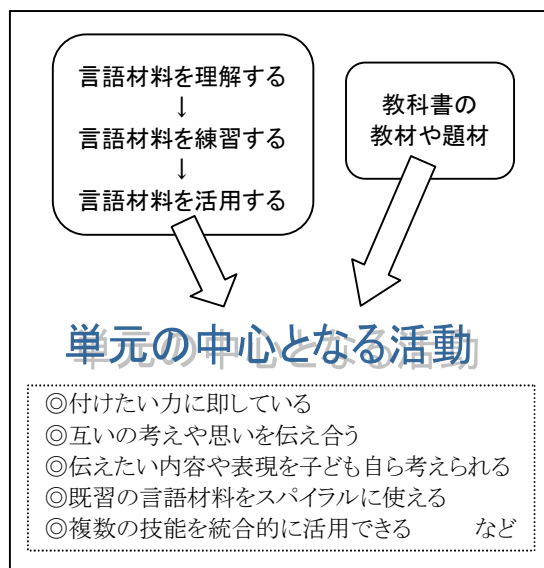 言語材料を理解する
↓
言語材料を練習する
↓
言語材料を活用する
教科書の
教材や題材
単元の中心となる活動
◎付けたい力に即している
◎互いの考えや思いを伝え合う
◎伝えたい内容や表現を子ども自ら考えられる
◎既習の言語材料をスパイラルに使える
◎複数の技能を統合的に活用できる　　など